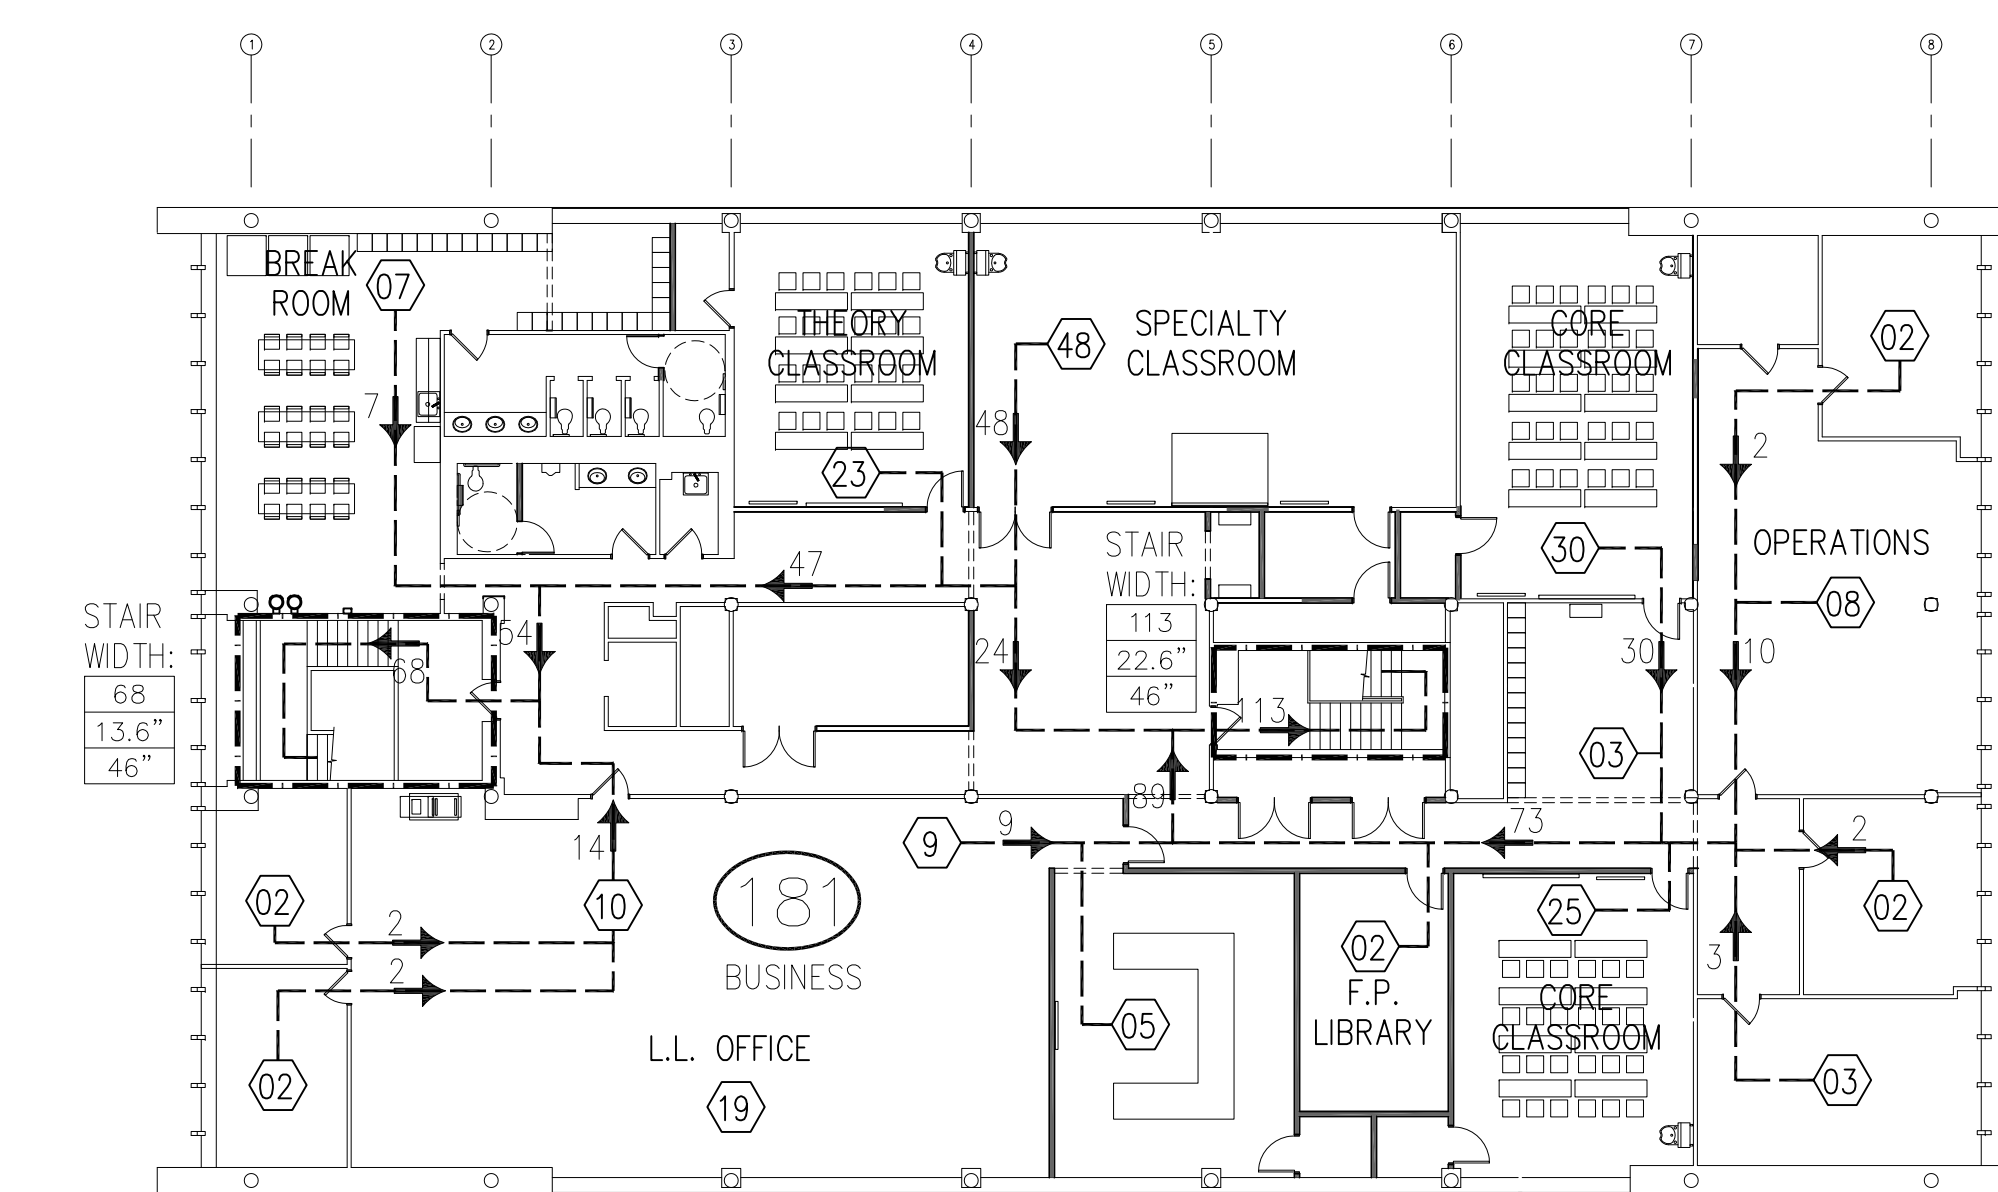 1 2 3 4 5 6 7 8
BREAK
ROOM
07
7
THEORY
CLASSROOM
23
48
48
SPECIALTY
CLASSROOM
CORE
CLASSROOM
30
02
2
OPERATIONS
08
10
47
STAIR
WIDTH:
113
22.6"
46"
STAIR
WIDTH:
68
13.6"
46"
54
68
24
113
30
03
89
14
9
9
73
2
02
02
2
10
181
BUSINESS
2
02
L.L. OFFICE
19
05
02
F.P.
LIBRARY
25
CORE
CLASSROOM
3
03